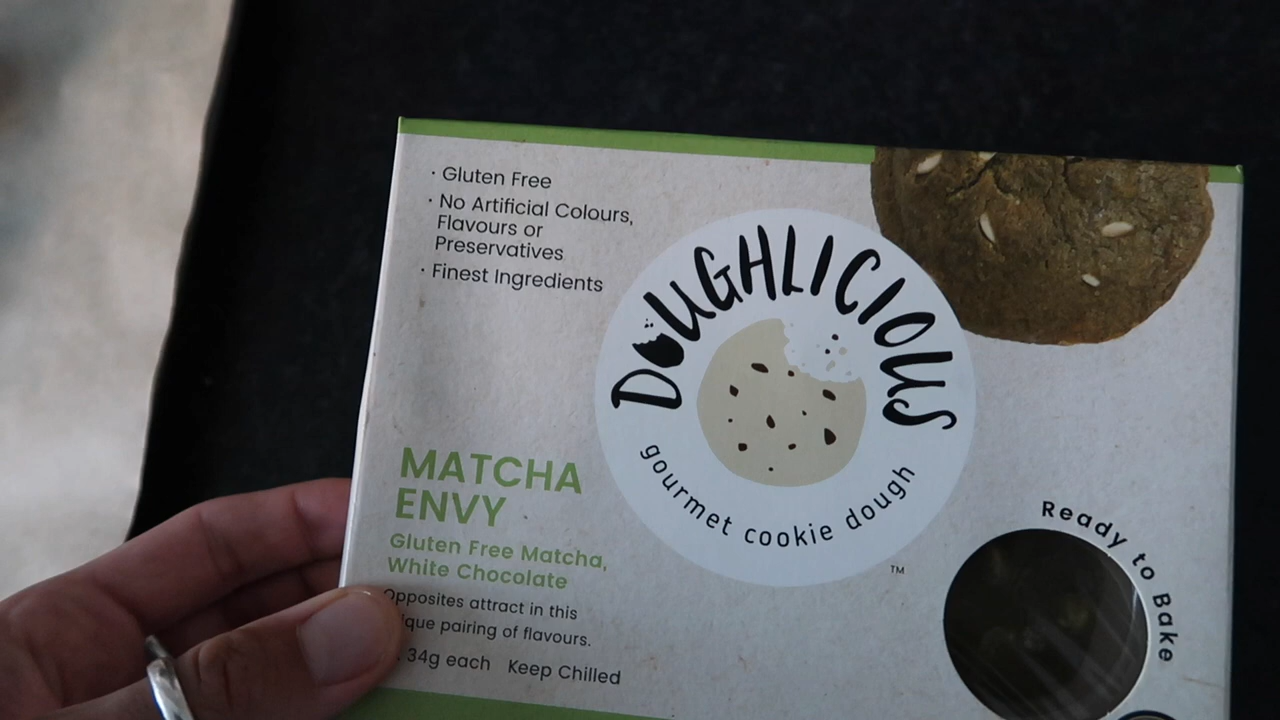 · Gluten Free
· No Artificial Colours,
Flavours or
Preservatives
· Finest Ingredients
DOUGHLICIOUS
gourmet cookie dough
TM
MATCHA
ENVY
Gluten Free Matcha,
White Chocolate
Opposites attract in this
pairing of flavours.
34g each Keep Chilled
Ready to Bake